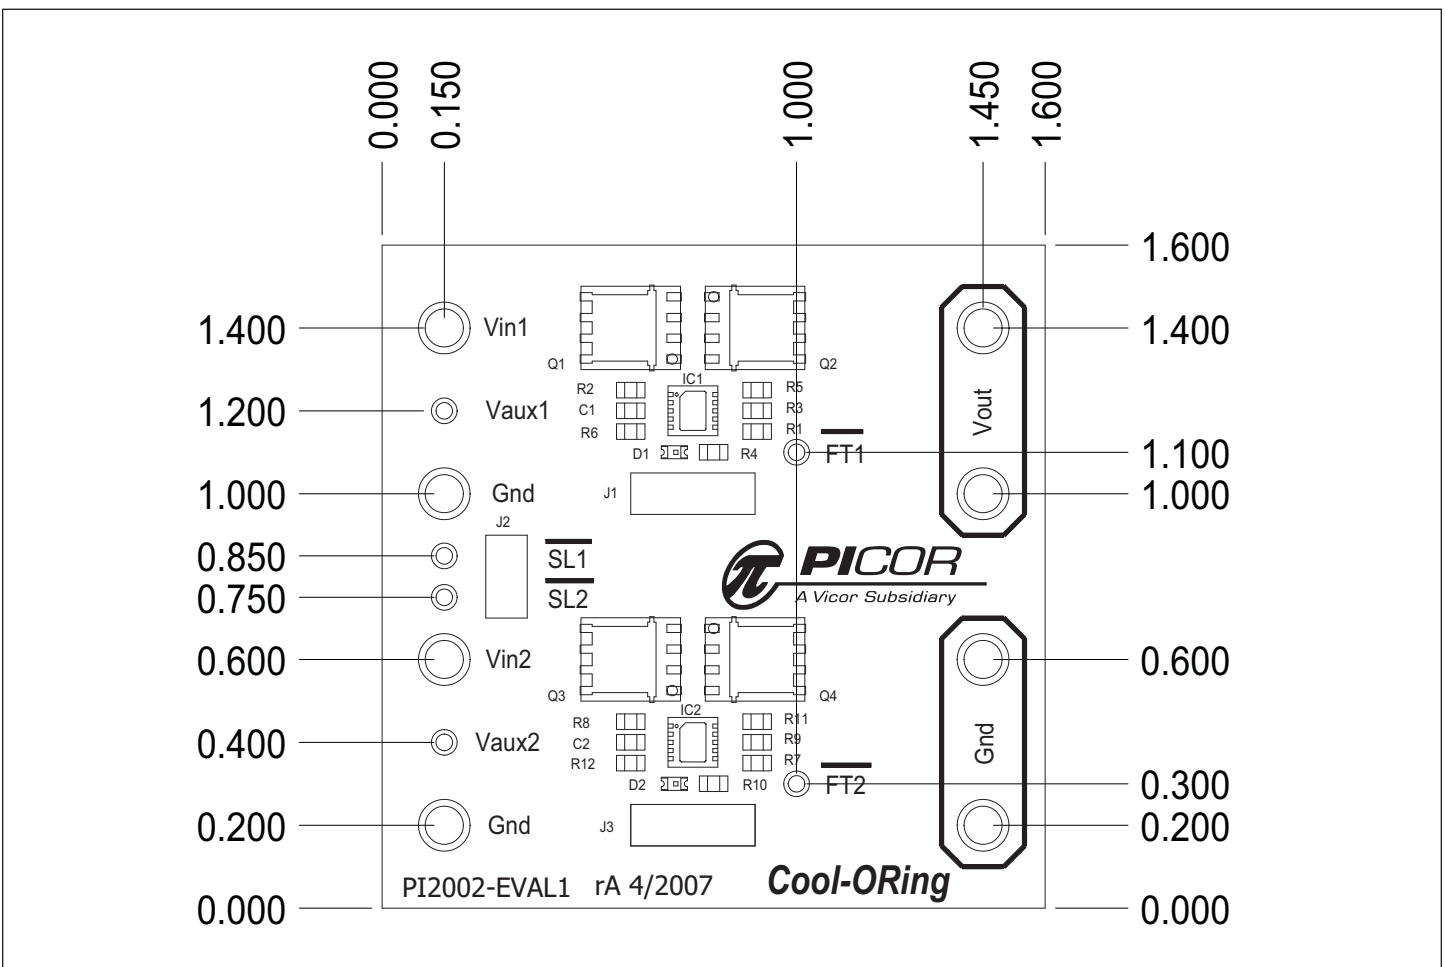 0.000
0.150
1.000
1.450
1.600
1.600
1.400
Vin1
1.400
Q1
Q2
IC1
R2
R5
1.200
Vaux1
C1
R3
Vout
R6
R1
D1
R4
FT1
1.100
1.000
Gnd
J1
1.000
J2
0.850
SL1
PICOR
0.750
SL2
A Vicor Subsidiary
0.600
Vin2
0.600
Q3
Q4
IC2
R8
R11
0.400
Vaux2
C2
R9
Gnd
R12
R7
D2
R10
FT2
0.300
0.200
Gnd
J3
0.200
PI2002-EVAL1 rA 4/2007
Cool-ORing
0.000
0.000